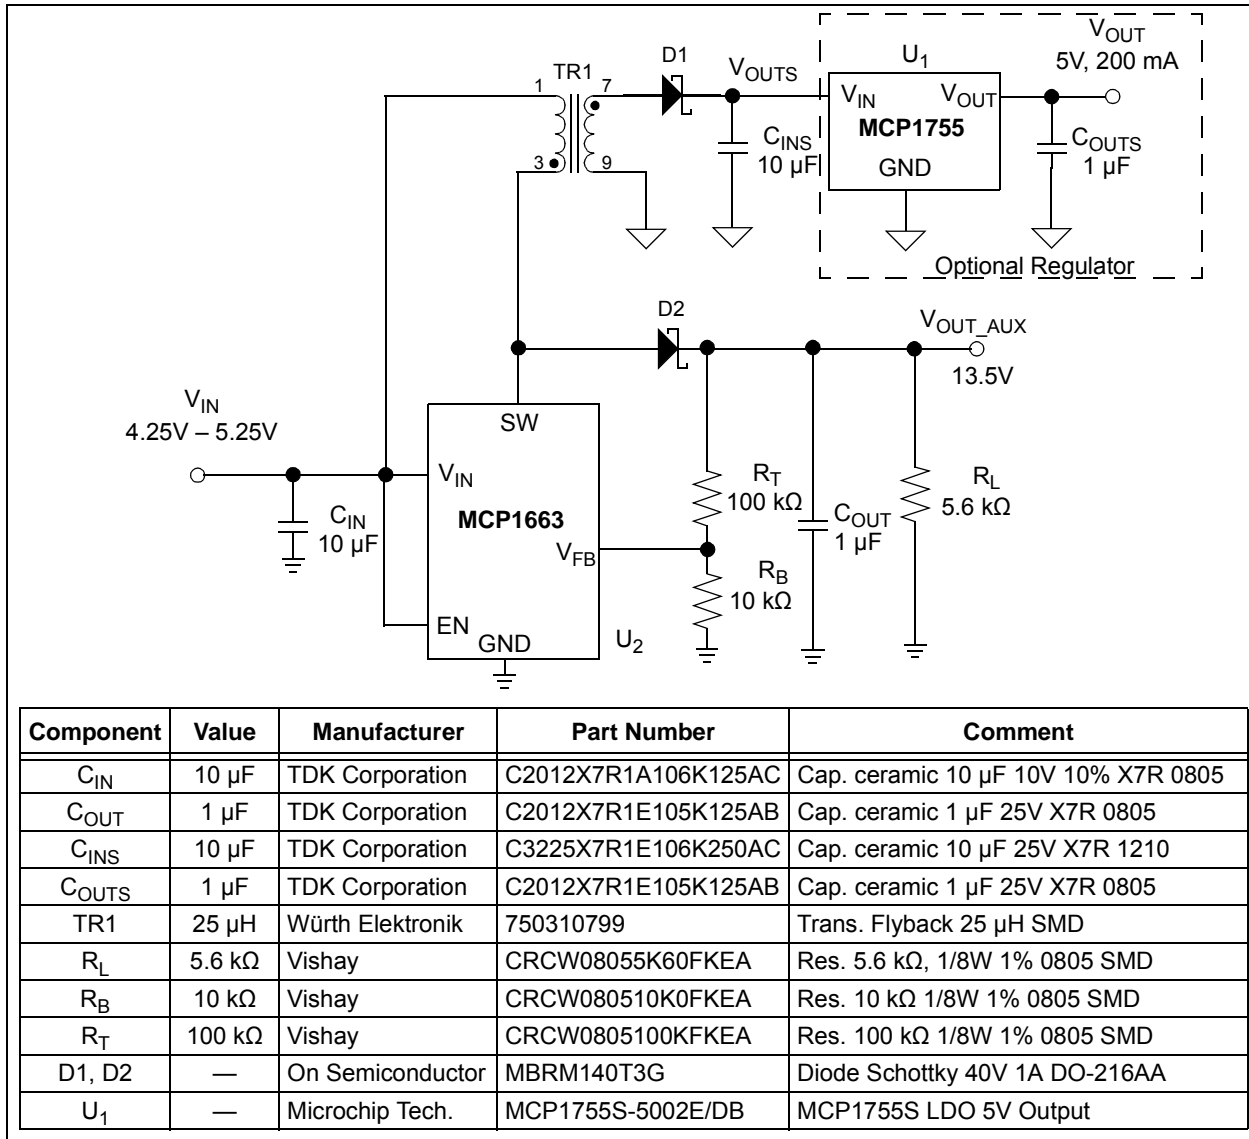 V_OUT
5V, 200 mA
D1
V_OUTS
U_1
TR1
1
7
V_IN
V_OUT
MCP1755
GND
C_INS
10 µF
C_OUTS
1 µF
3
9
Optional Regulator
D2
V_OUT_AUX
13.5V
V_IN
4.25V – 5.25V
SW
V_IN
MCP1663
V_FB
EN
GND
U_2
C_IN
10 µF
R_T
100 kΩ
R_B
10 kΩ
C_OUT
1 µF
R_L
5.6 kΩ
Component Value Manufacturer Part Number Comment
C_IN 10 µF TDK Corporation C2012X7R1A106K125AC Cap. ceramic 10 µF 10V 10% X7R 0805
C_OUT 1 µF TDK Corporation C2012X7R1E105K125AB Cap. ceramic 1 µF 25V X7R 0805
C_INS 10 µF TDK Corporation C3225X7R1E106K250AC Cap. ceramic 10 µF 25V X7R 1210
C_OUTS 1 µF TDK Corporation C2012X7R1E105K125AB Cap. ceramic 1 µF 25V X7R 0805
TR1 25 µH Würth Elektronik 750310799 Trans. Flyback 25 µH SMD
R_L 5.6 kΩ Vishay CRCW08055K60FKEA Res. 5.6 kΩ, 1/8W 1% 0805 SMD
R_B 10 kΩ Vishay CRCW080510K0FKEA Res. 10 kΩ 1/8W 1% 0805 SMD
R_T 100 kΩ Vishay CRCW0805100KFKEA Res. 100 kΩ 1/8W 1% 0805 SMD
D1, D2 — On Semiconductor MBRM140T3G Diode Schottky 40V 1A DO-216AA
U_1 — Microchip Tech. MCP1755S-5002E/DB MCP1755S LDO 5V Output